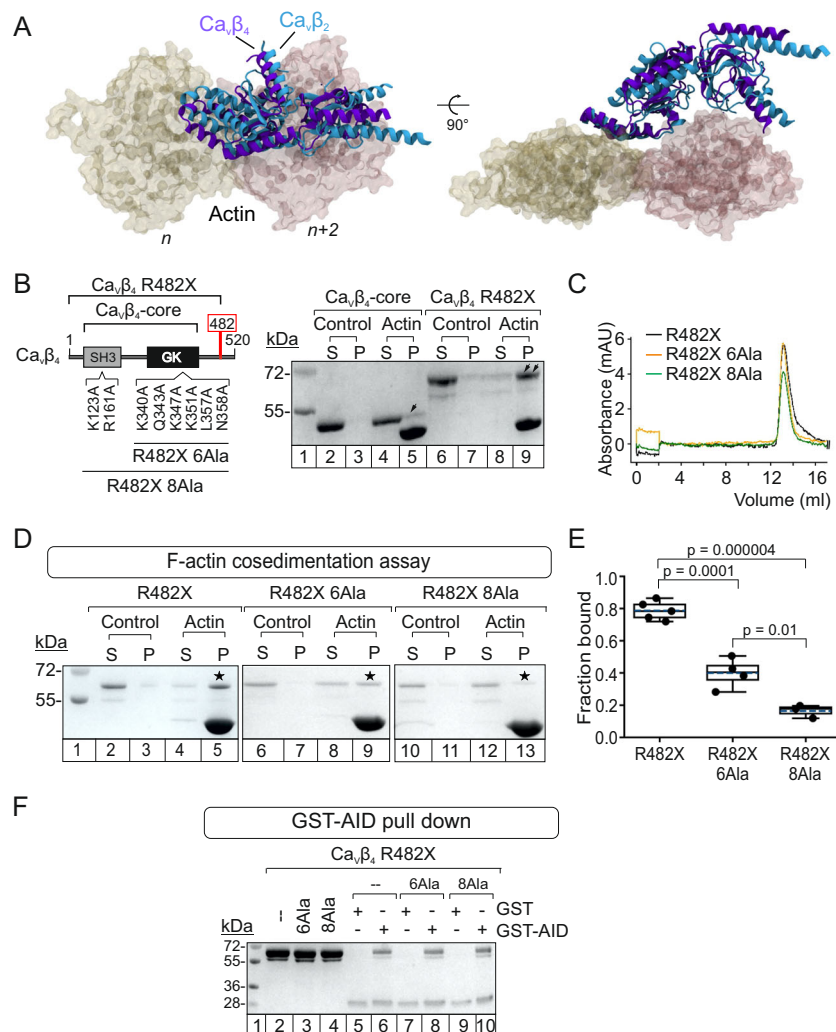 A
Caᵥβ₄
Caᵥβ₂
90°
Actin
n
n+2
B
Caᵥβ₄ R482X
Caᵥβ₄-core
482
1
520
Caᵥβ₄
SH3
GK
K123A
R161A
K340A
Q343A
K347A
K351A
L357A
N358A
R482X 6Ala
R482X 8Ala
Caᵥβ₄-core Caᵥβ₄ R482X
Control Actin Control Actin
kDa S P S P S P S P
72-
55-
1 2 3 4 5 6 7 8 9
C
R482X
R482X 6Ala
R482X 8Ala
Absorbance (mAU)
6
4
2
0
0 4 8 12 16
Volume (ml)
D
F-actin cosedimentation assay
R482X R482X 6Ala R482X 8Ala
Control Actin Control Actin Control Actin
kDa S P S P S P S P S P S P
72-
★ ★ ★
55-
1 2 3 4 5 6 7 8 9 10 11 12 13
E
p = 0.000004
p = 0.0001
p = 0.01
Fraction bound
1.0
0.8
0.6
0.4
0.2
0.0
R482X R482X 6Ala R482X 8Ala
F
GST-AID pull down
Caᵥβ₄ R482X
-- 6Ala 8Ala
-- 6Ala 8Ala
+ - + - + - GST
- + - + - + GST-AID
kDa
72-
55-
36-
28-
1 2 3 4 5 6 7 8 9 10